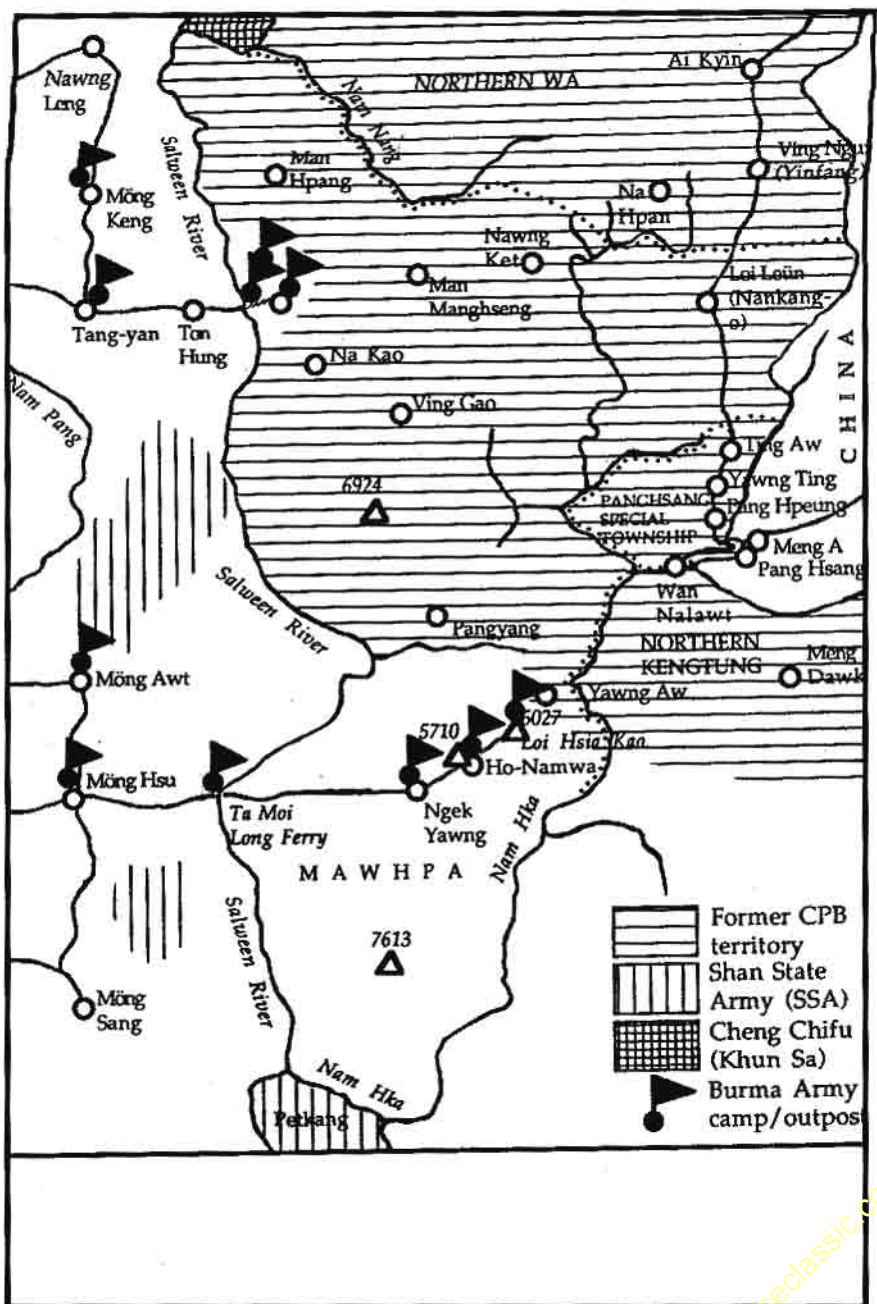 Nawng
Leng
NORTHERN WA
Ai Kyin
Nam Nang
Salween River
Man
Hpang
Ving Ngun
(Yinfang)
Möng
Keng
Na
Hpan
Nawng
Ket
Man
Manghseng
Loi Loün
(Nankang-
o)
Tang-yan
Ton
Hung
Na Kao
CHINA
Nam Pang
Ving Gao
Ting Aw
6924
Yawng Ting
PANGHSANG
SPECIAL
TOWNSHIP
Pang Hpeung
Meng A
Pang Hsang
Wan
Nalawt
Salween River
Pangyang
NORTHERN
KENGTUNG
Meng
Dawk
Möng Awt
Yawng Aw
6027
5710
Loi Hsia Kao
Ho-Namwa
Möng Hsu
Ta Moi
Long Ferry
Ngek
Yawng
Nam Hka
MAWHPA
Salween River
7613
Möng
Sang
Nam Hka
Petkang
Former CPB
territory
Shan State
Army (SSA)
Cheng Chifu
(Khun Sa)
Burma Army
camp/outpost